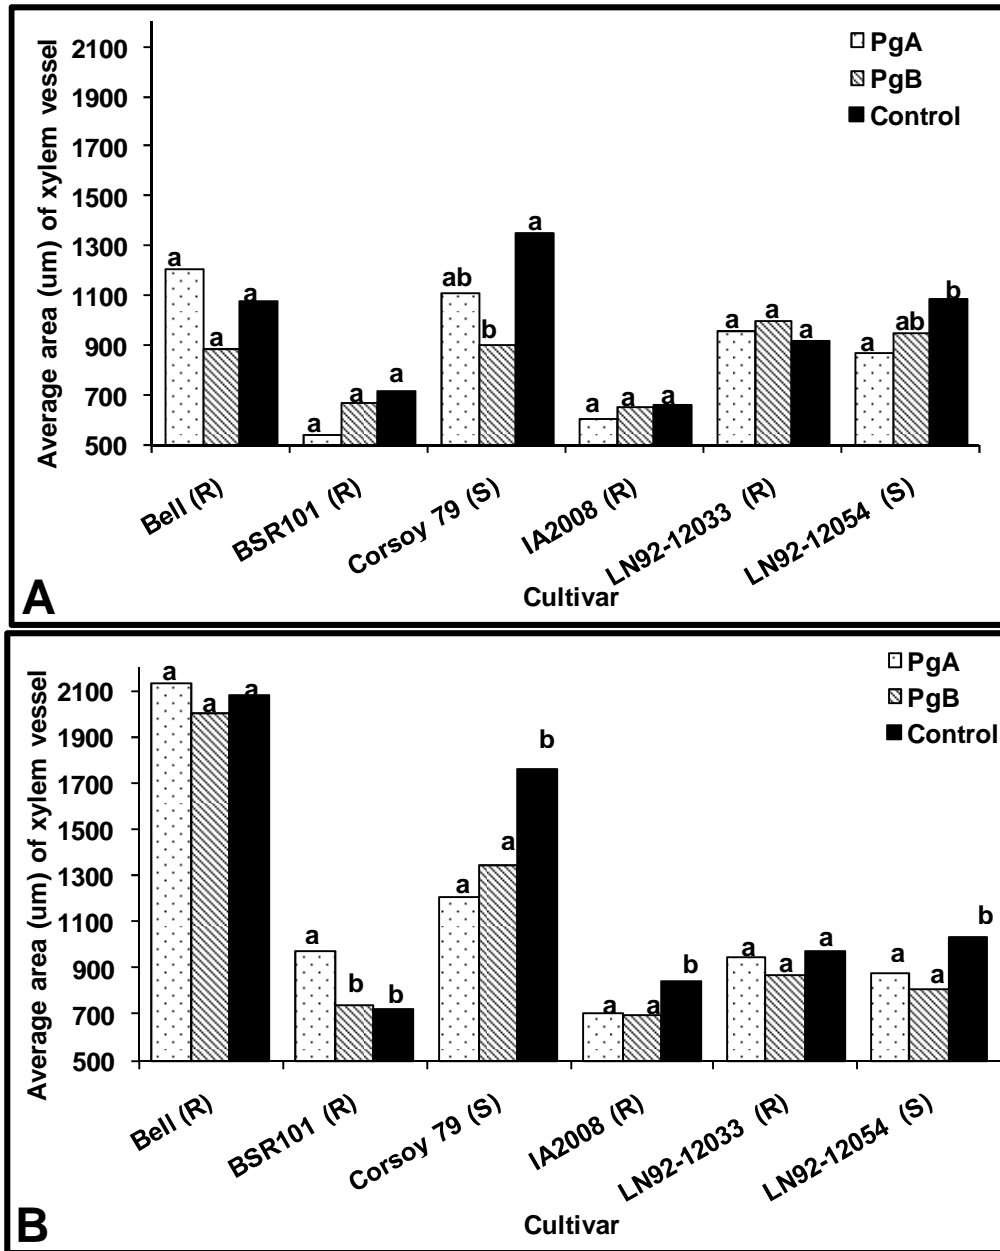 Average area (um) of xylem vessel
2100
1900
1700
1500
1300
1100
900
700
500
PgA
PgB
Control
a a a
a a a
ab b a
a a a
a a a
a ab b
Bell (R)
BSR101 (R)
Corsoy 79 (S)
IA2008 (R)
LN92-12033 (R)
LN92-12054 (S)
Cultivar
A
Average area (um) of xylem vessel
2100
1900
1700
1500
1300
1100
900
700
500
PgA
PgB
Control
a a a
a b b
a a b
a a b
a a a
a a b
Bell (R)
BSR101 (R)
Corsoy 79 (S)
IA2008 (R)
LN92-12033 (R)
LN92-12054 (S)
Cultivar
B